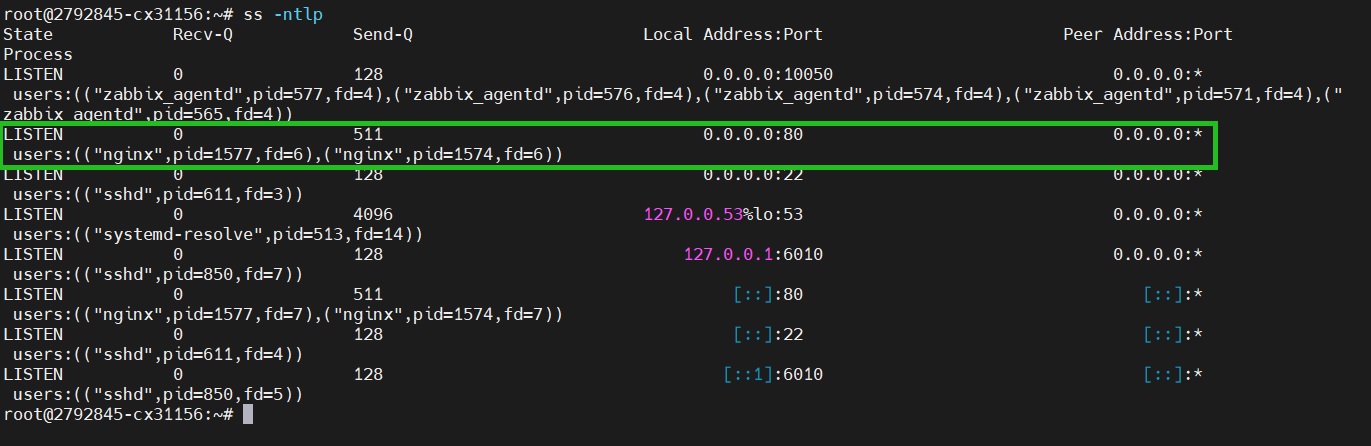 root@2792845-cx31156:~# ss -ntlp
State Recv-Q Send-Q Local Address:Port Peer Address:Port
Process
LISTEN 0 128 0.0.0.0:10050 0.0.0.0:*
users:(("zabbix_agentd",pid=577,fd=4),("zabbix_agentd",pid=576,fd=4),("zabbix_agentd",pid=574,fd=4),("zabbix_agentd",pid=571,fd=4),("
zabbix_agentd",pid=565,fd=4))
LISTEN 0 511 0.0.0.0:80 0.0.0.0:*
users:(("nginx",pid=1577,fd=6),("nginx",pid=1574,fd=6))
LISTEN 0 128 0.0.0.0:22 0.0.0.0:*
users:(("sshd",pid=611,fd=3))
LISTEN 0 4096 127.0.0.53%lo:53 0.0.0.0:*
users:(("systemd-resolve",pid=513,fd=14))
LISTEN 0 128 127.0.0.1:6010 0.0.0.0:*
users:(("sshd",pid=850,fd=7))
LISTEN 0 511 [::]:80 [::]:*
users:(("nginx",pid=1577,fd=7),("nginx",pid=1574,fd=7))
LISTEN 0 128 [::]:22 [::]:*
users:(("sshd",pid=611,fd=4))
LISTEN 0 128 [::1]:6010 [::]:*
users:(("sshd",pid=850,fd=5))
root@2792845-cx31156:~#